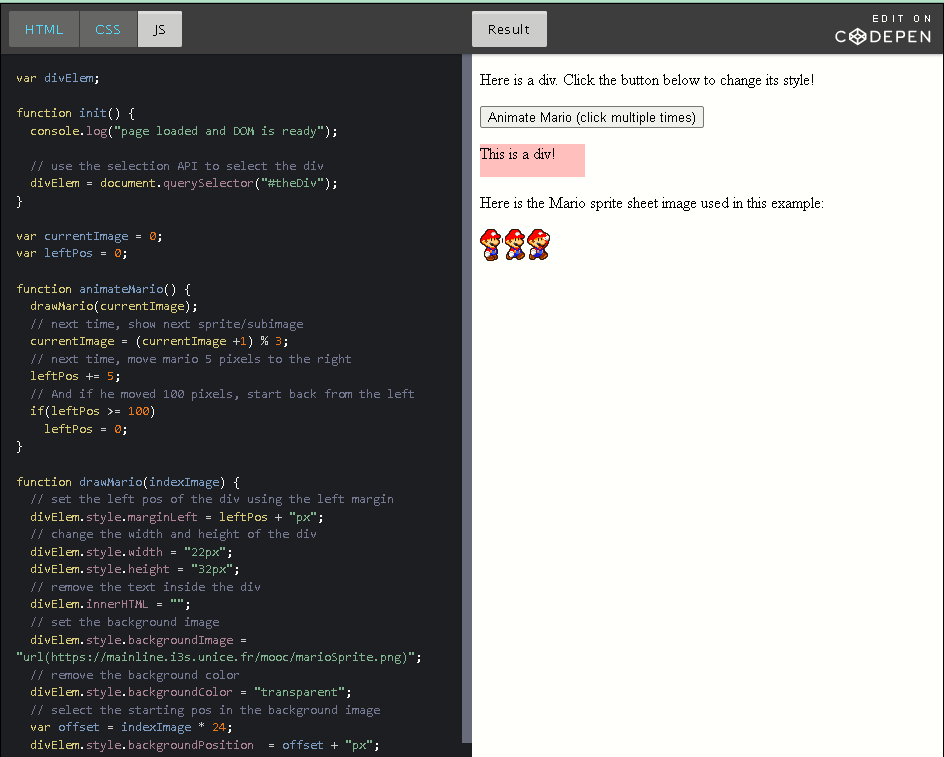 HTML CSS JS Result EDIT ON
CODEPEN
var divElem;
function init() {
console.log("page loaded and DOM is ready");
// use the selection API to select the div
divElem = document.querySelector("#theDiv");
}
var currentImage = 0;
var leftPos = 0;
function animateMario() {
drawMario(currentImage);
// next time, show next sprite/subimage
currentImage = (currentImage +1) % 3;
// next time, move mario 5 pixels to the right
leftPos += 5;
// And if he moved 100 pixels, start back from the left
if(leftPos >= 100)
leftPos = 0;
}
function drawMario(indexImage) {
// set the left pos of the div using the left margin
divElem.style.marginLeft = leftPos + "px";
// change the width and height of the div
divElem.style.width = "22px";
divElem.style.height = "32px";
// remove the text inside the div
divElem.innerHTML = "";
// set the background image
divElem.style.backgroundImage =
"url(https://mainline.i3s.unice.fr/mooc/marioSprite.png)";
// remove the background color
divElem.style.backgroundColor = "transparent";
// select the starting pos in the background image
var offset = indexImage * 24;
divElem.style.backgroundPosition  = offset + "px";
Here is a div. Click the button below to change its style!
Animate Mario (click multiple times)
This is a div!
Here is the Mario sprite sheet image used in this example: